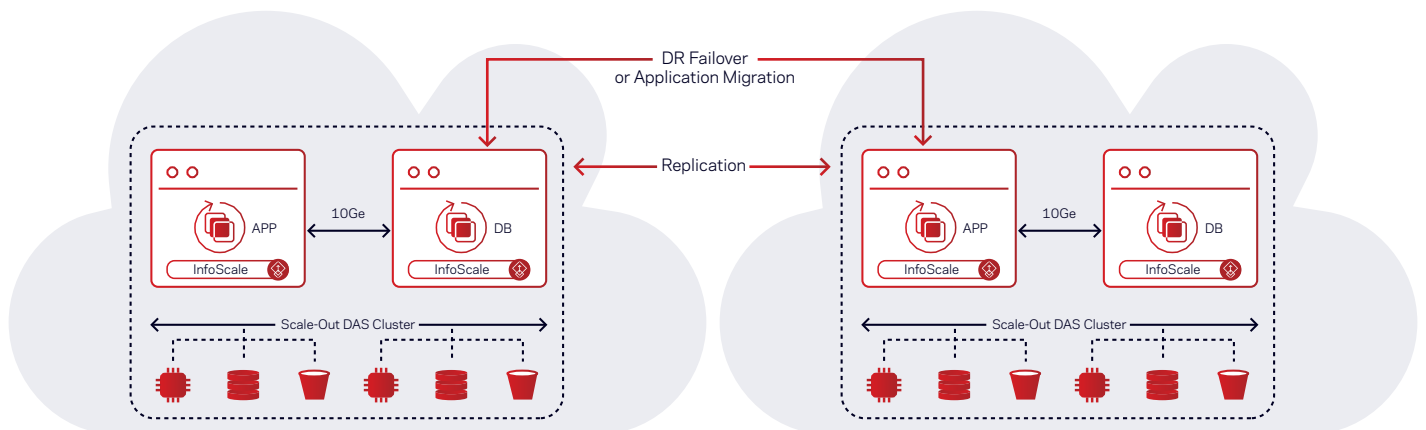 DR Failover
or Application Migration
Replication
10Ge
APP
DB
InfoScale
InfoScale
Scale-Out DAS Cluster
10Ge
APP
DB
InfoScale
InfoScale
Scale-Out DAS Cluster